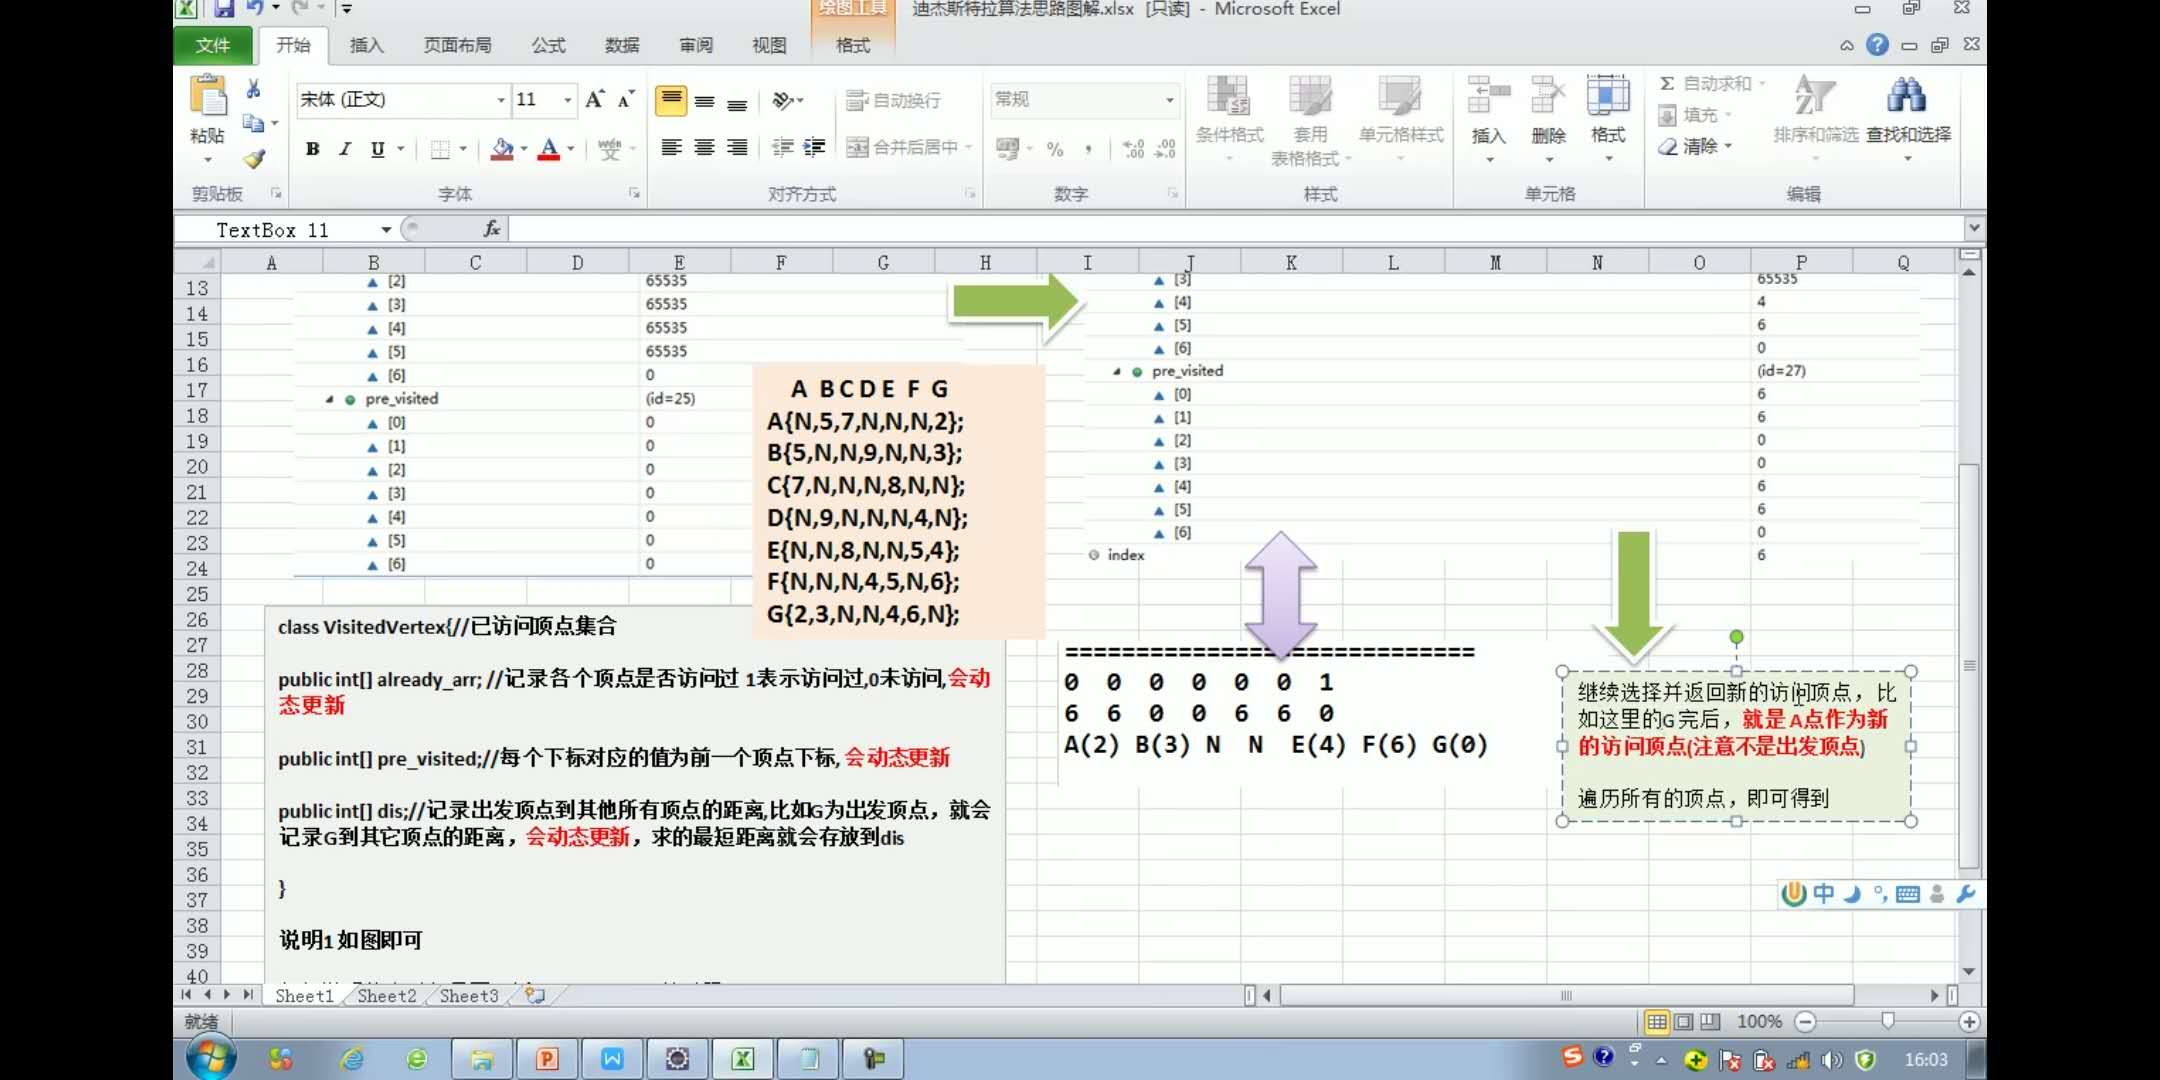 绘图工具
迪杰斯特拉算法思路图解.xlsx [只读] - Microsoft Excel
文件 开始 插入 页面布局 公式 数据 审阅 视图 格式
宋体 (正文) 11 自动换行 常规 自动求和
粘贴 条件格式 套用 单元格样式 插入 删除 格式 填充 排序和筛选 查找和选择
B I U 合并后居中 表格格式 清除
剪贴板 字体 对齐方式 数字 样式 单元格 编辑
TextBox 11 fx
A B C D E F G H I J K L M N O P Q
13
14
15
16
17
18
19
20
21
22
23
24
25
26
27
28
29
30
31
32
33
34
35
36
37
38
39
40
[2] 65535
[3] 65535
[4] 65535
[5] 65535
[6] 0
pre_visited (id=25)
[0] 0
[1] 0
[2] 0
[3] 0
[4] 0
[5] 0
[6] 0
A B C D E F G
A{N,5,7,N,N,N,2};
B{5,N,N,9,N,N,3};
C{7,N,N,N,8,N,N};
D{N,9,N,N,N,4,N};
E{N,N,8,N,N,5,4};
F{N,N,N,4,5,N,6};
G{2,3,N,N,4,6,N};
[3] 65535
[4] 4
[5] 6
[6] 0
pre_visited (id=27)
[0] 6
[1] 6
[2] 0
[3] 0
[4] 6
[5] 6
[6] 0
index 6
class VisitedVertex{//已访问顶点集合
public int[] already_arr; //记录各个顶点是否访问过 1表示访问过,0未访问,会动
态更新
public int[] pre_visited;//每个下标对应的值为前一个顶点下标, 会动态更新
public int[] dis;//记录出发顶点到其他所有顶点的距离,比如G为出发顶点，就会
记录G到其它顶点的距离，会动态更新，求的最短距离就会存放到dis
}
说明1 如图即可
=============================
0 0 0 0 0 0 1
6 6 0 0 6 6 0
A(2) B(3) N N E(4) F(6) G(0)
继续选择并返回新的访问顶点，比
如这里的G 完后，就是 A点作为新
的访问顶点(注意不是出发顶点)
遍历所有的顶点，即可得到
中
Sheet1 Sheet2 Sheet3
就绪 100%
16:03